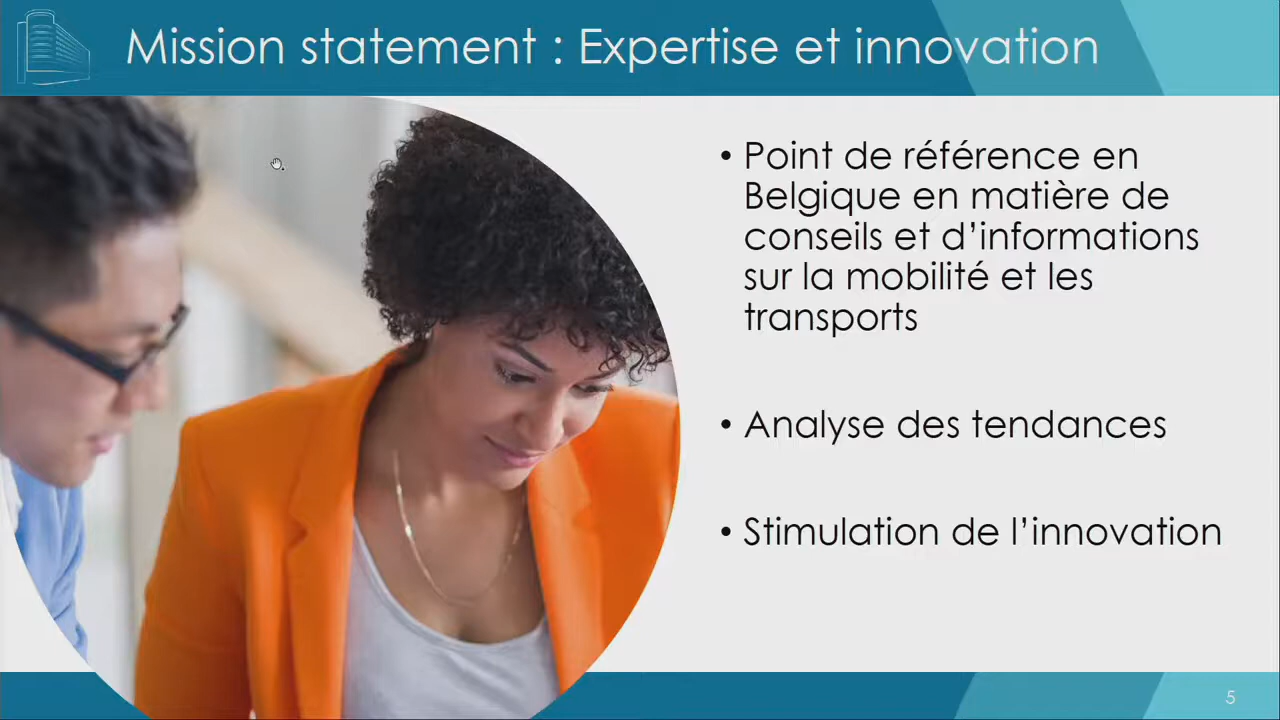 Mission statement : Expertise et innovation
• Point de référence en
Belgique en matière de
conseils et d’informations
sur la mobilité et les
transports
• Analyse des tendances
• Stimulation de l’innovation
5